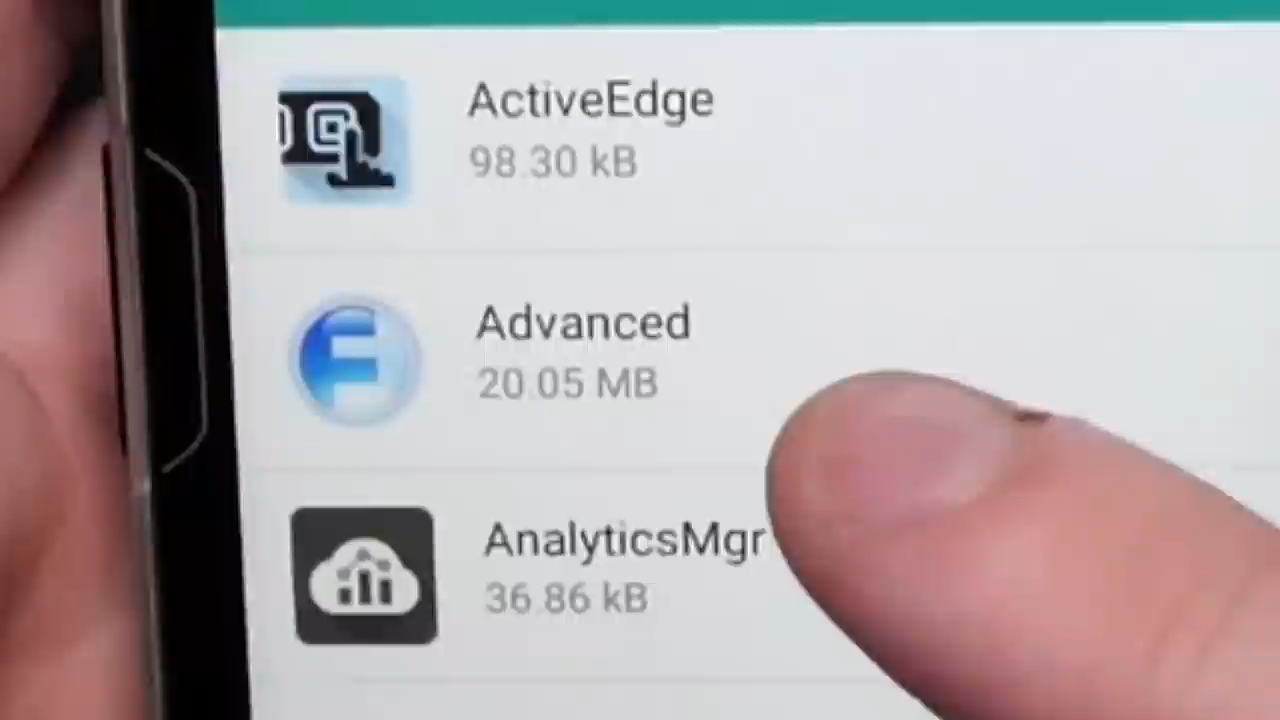 ActiveEdge
98.30 kB
Advanced
20.05 MB
AnalyticsMgr
36.86 kB